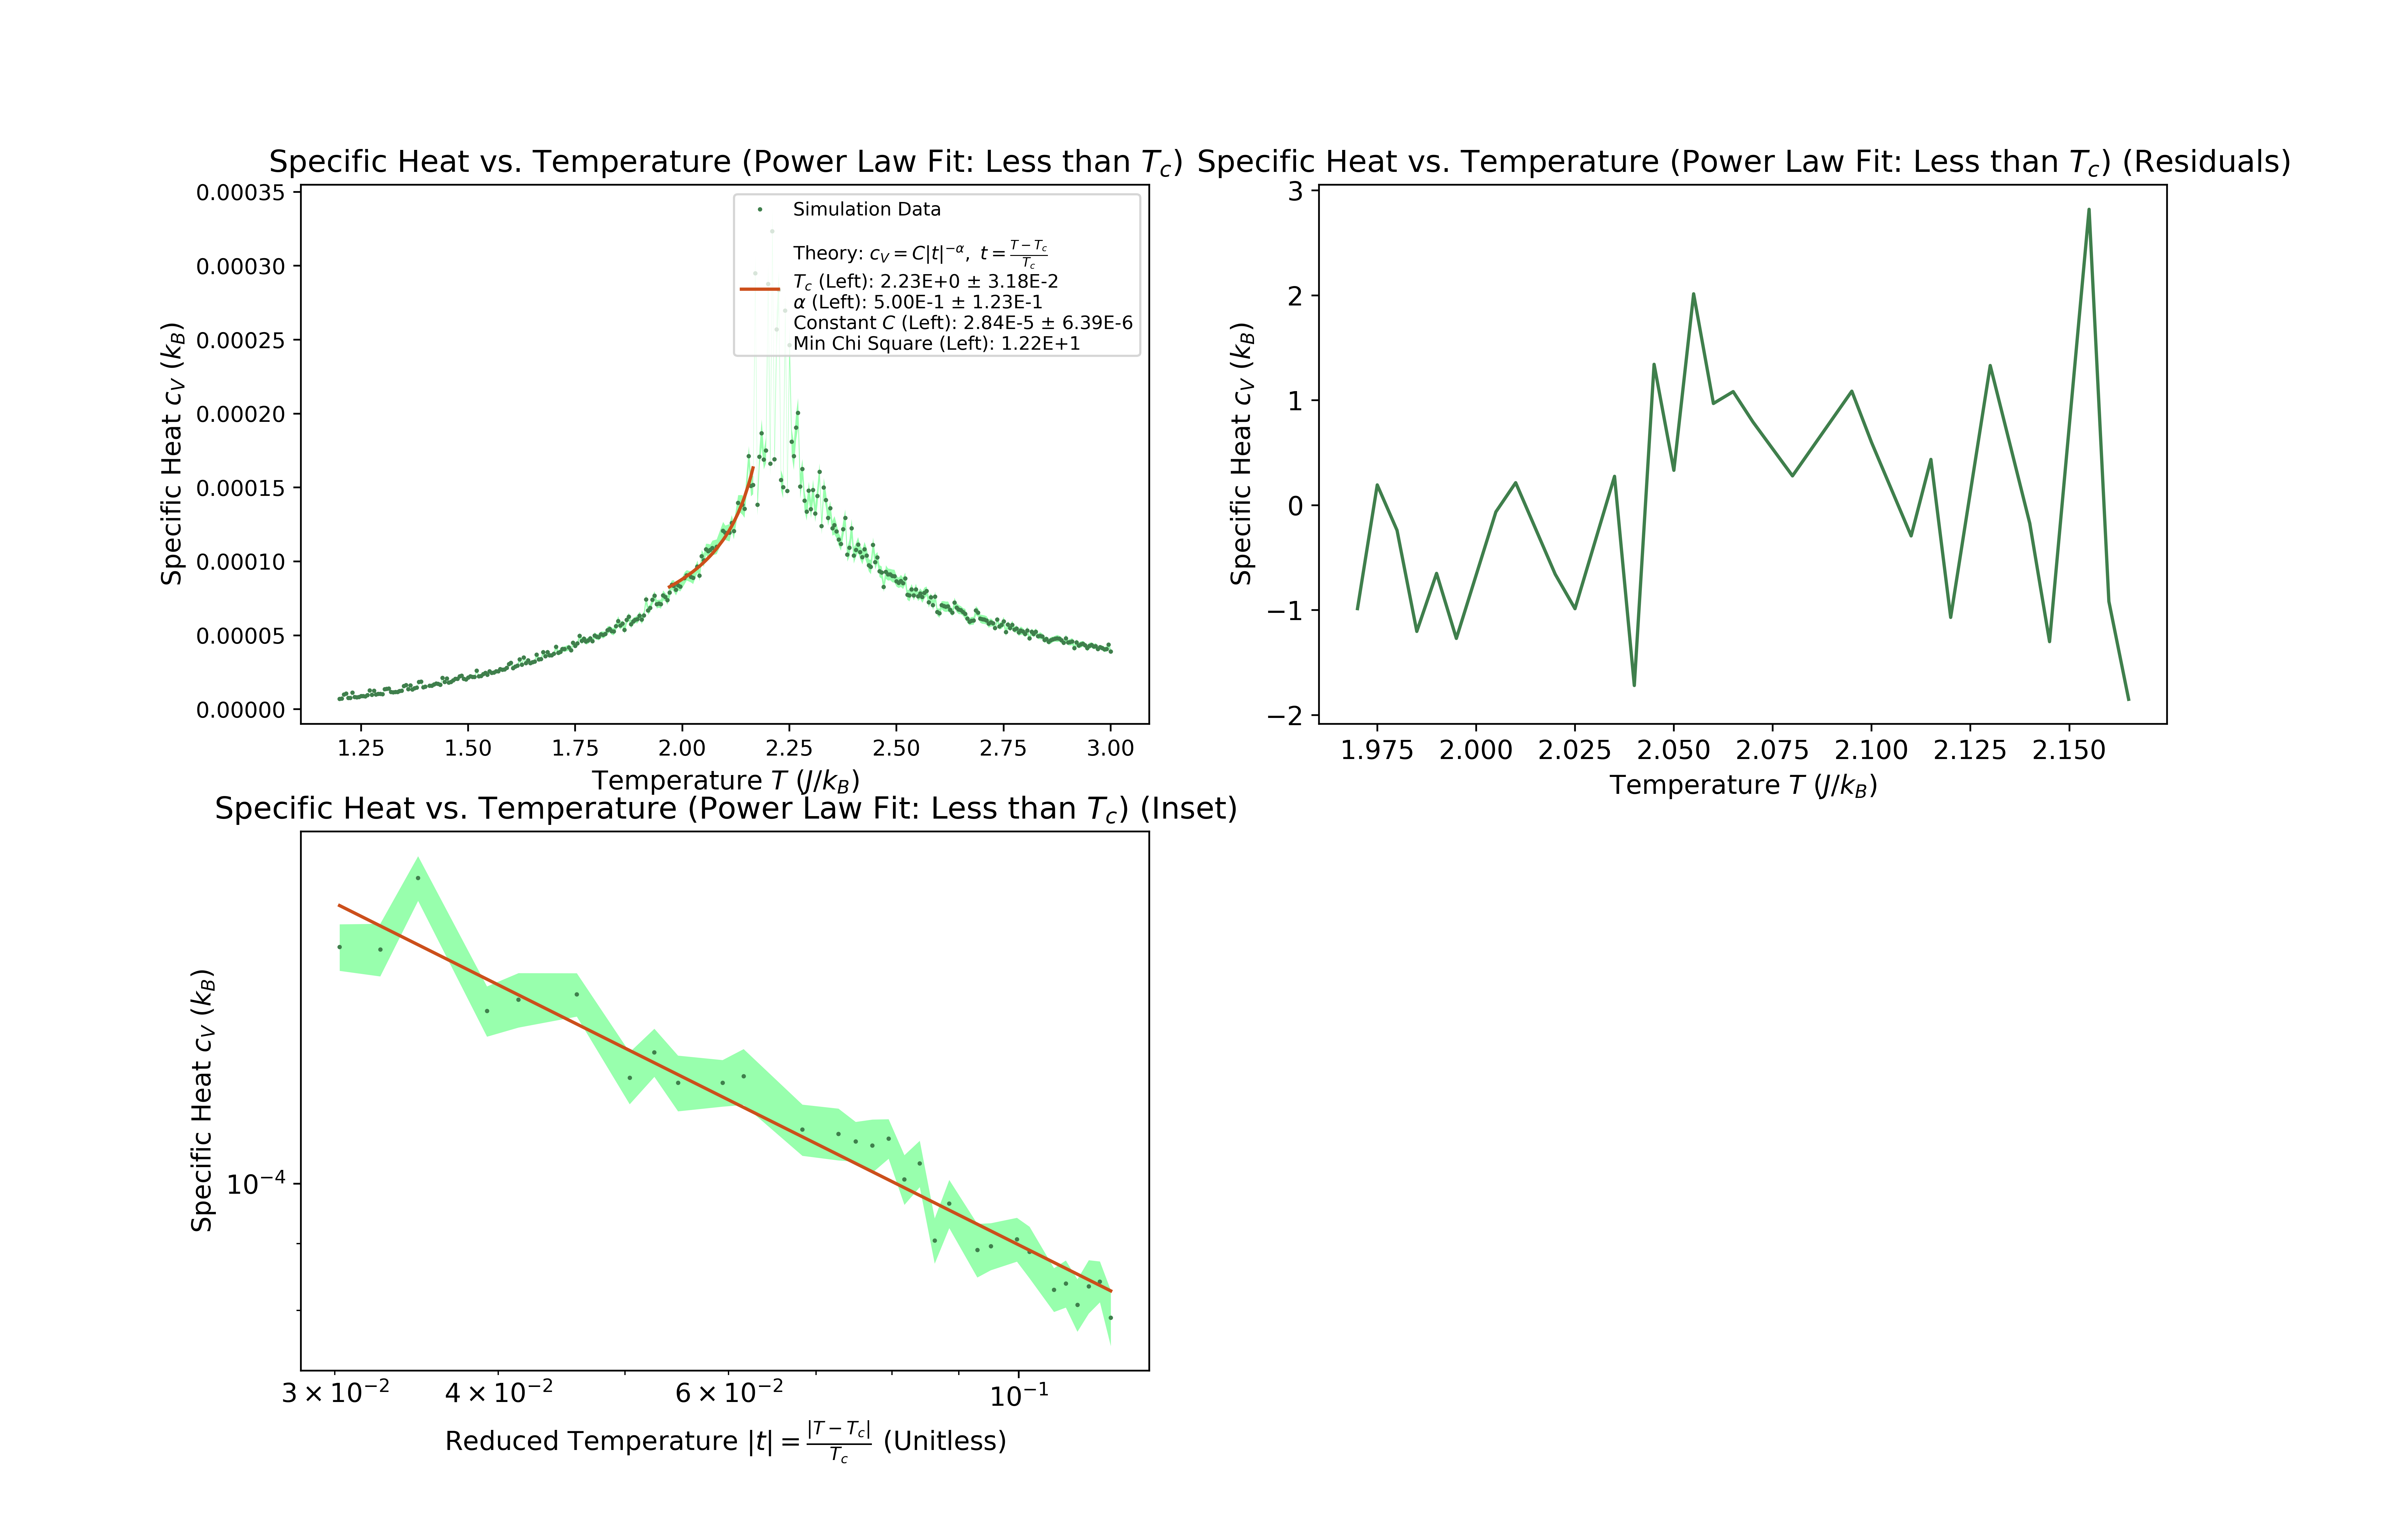 Specific Heat vs. Temperature (Power Law Fit: Less than T_c)
0.00035
0.00030
0.00025
0.00020
0.00015
0.00010
0.00005
0.00000
Specific Heat c_V (k_B)
Simulation Data
Theory: c_V = C|t|^{−α}, t = \frac{T − T_c}{T_c}
T_c (Left): 2.23E+0 ± 3.18E-2
α (Left): 5.00E-1 ± 1.23E-1
Constant C (Left): 2.84E-5 ± 6.39E-6
Min Chi Square (Left): 1.22E+1
1.25 1.50 1.75 2.00 2.25 2.50 2.75 3.00
Temperature T (J/k_B)
Specific Heat vs. Temperature (Power Law Fit: Less than T_c) (Residuals)
3
2
1
0
−1
−2
Specific Heat c_V (k_B)
1.975 2.000 2.025 2.050 2.075 2.100 2.125 2.150
Temperature T (J/k_B)
Specific Heat vs. Temperature (Power Law Fit: Less than T_c) (Inset)
10^{−4}
Specific Heat c_V (k_B)
3 × 10^{−2} 4 × 10^{−2} 6 × 10^{−2} 10^{−1}
Reduced Temperature |t| = \frac{|T − T_c|}{T_c} (Unitless)